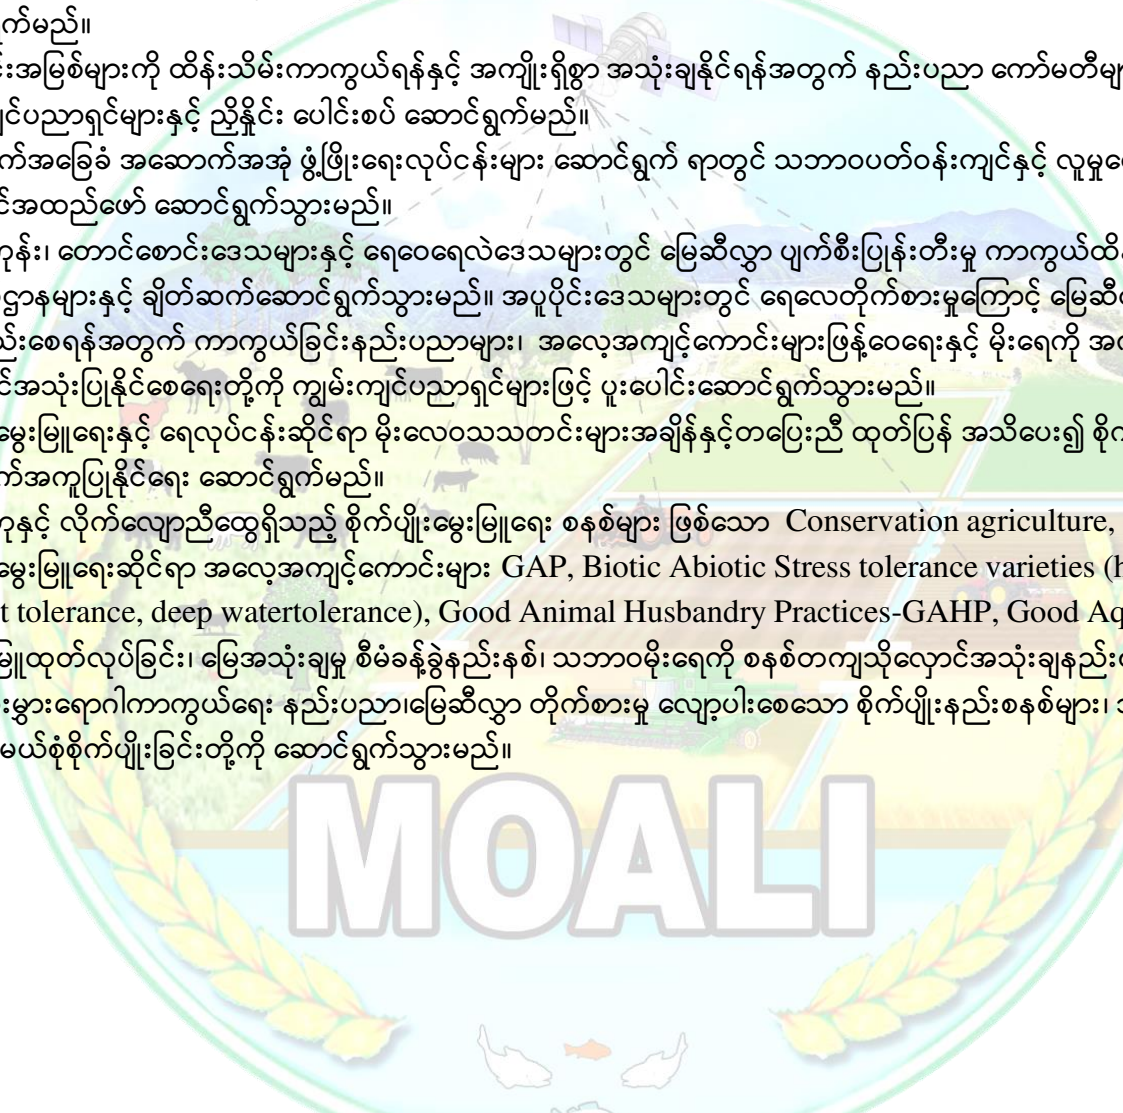 က်မည်။
းအမြစ်များကို ထိန်းသိမ်းကာကွယ်ရန်နှင့် အကျိုးရှိစွာ အသုံးချနိုင်ရန်အတွက် နည်းပညာ ကော်မတီများ
ျင်ပညာရှင်များနှင့် ညှိနှိုင်း ပေါင်းစပ် ဆောင်ရွက်မည်။
က်အခြေခံ အဆောက်အအုံ ဖွံ့ဖြိုးရေးလုပ်ငန်းများ ဆောင်ရွက် ရာတွင် သဘာဝပတ်ဝန်းကျင်နှင့် လူမှုရေး
င်အထည်ဖော် ဆောင်ရွက်သွားမည်။
ကုန်း၊ တောင်စောင်းဒေသများနှင့် ရေဝေရေလဲဒေသများတွင် မြေဆီလွှာ ပျက်စီးပြုန်းတီးမှု ကာကွယ်ထိန်
ဌာနများနှင့် ချိတ်ဆက်ဆောင်ရွက်သွားမည်။ အပူပိုင်းဒေသများတွင် ရေလေတိုက်စားမှုကြောင့် မြေဆီ
ည်းစေရန်အတွက် ကာကွယ်ခြင်းနည်းပညာများ၊ အလေ့အကျင့်ကောင်းများဖြန့်ဝေရေးနှင့် မိုးရေကို
င်အသုံးပြုနိုင်စေရေးတို့ကို ကျွမ်းကျင်ပညာရှင်များဖြင့် ပူးပေါင်းဆောင်ရွက်သွားမည်။
မွေးမြူရေးနှင့် ရေလုပ်ငန်းဆိုင်ရာ မိုးလေဝသသတင်းများအချိန်နှင့်တပြေးညီ ထုတ်ပြန် အသိပေး၍ စိုက်
က်အကူပြုနိုင်ရေး ဆောင်ရွက်မည်။
ုနှင့် လိုက်လျောညီထွေရှိသည့် စိုက်ပျိုးမွေးမြူရေး စနစ်များ ဖြစ်သော Conservation agriculture,
မွေးမြူရေးဆိုင်ရာ အလေ့အကျင့်ကောင်းများ GAP, Biotic Abiotic Stress tolerance varieties (h
t tolerance, deep watertolerance), Good Animal Husbandry Practices-GAHP, Good Aq
မြူထုတ်လုပ်ခြင်း၊ မြေအသုံးချမှု စီမံခန့်ခွဲနည်းနစ်၊ သဘာဝမိုးရေကို စနစ်တကျသိုလှောင်အသုံးချနည်း
းမွှားရောဂါကာကွယ်ရေး နည်းပညာ၊မြေဆီလွှာ တိုက်စားမှု လျော့ပါးစေသော စိုက်ပျိုးနည်းစနစ်များ၊
မယ်စုံစိုက်ပျိုးခြင်းတို့ကို ဆောင်ရွက်သွားမည်။
MOALI